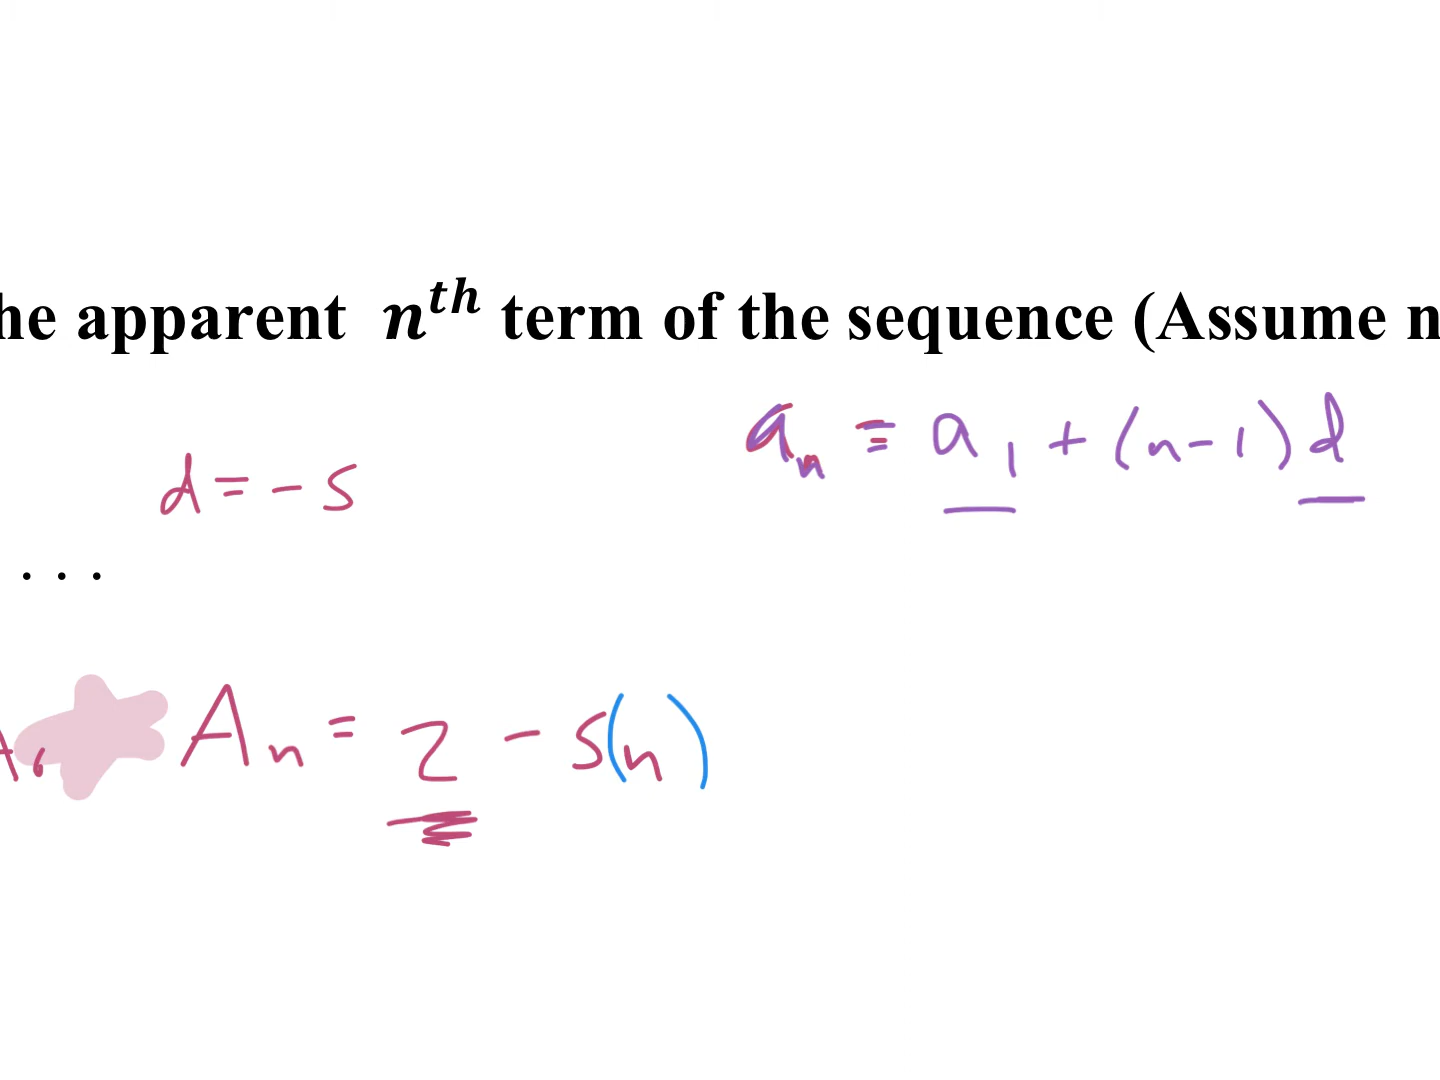 he apparent nᵗʰ term of the sequence (Assume n
aₙ = a₁ + (n-1)d
d = -5
. . .
Aₙ = 2 - 5(n)